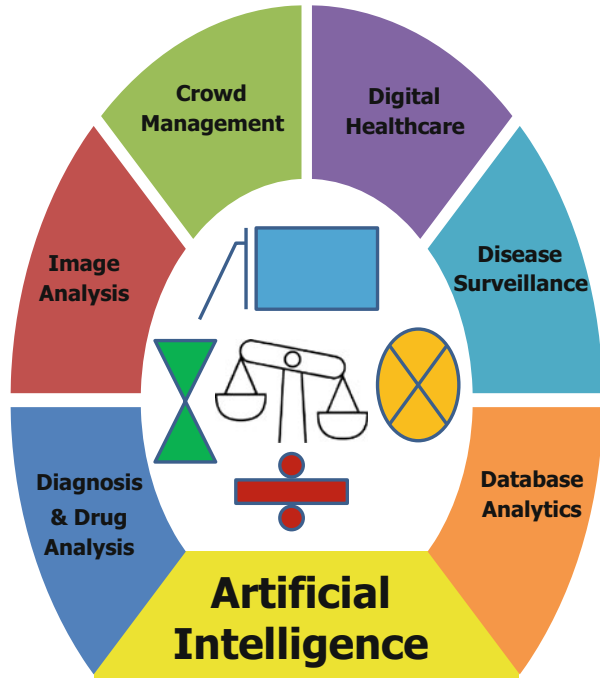 Crowd
Management
Digital
Healthcare
Image
Analysis
Disease
Surveillance
Diagnosis
& Drug
Analysis
Database
Analytics
Artificial
Intelligence